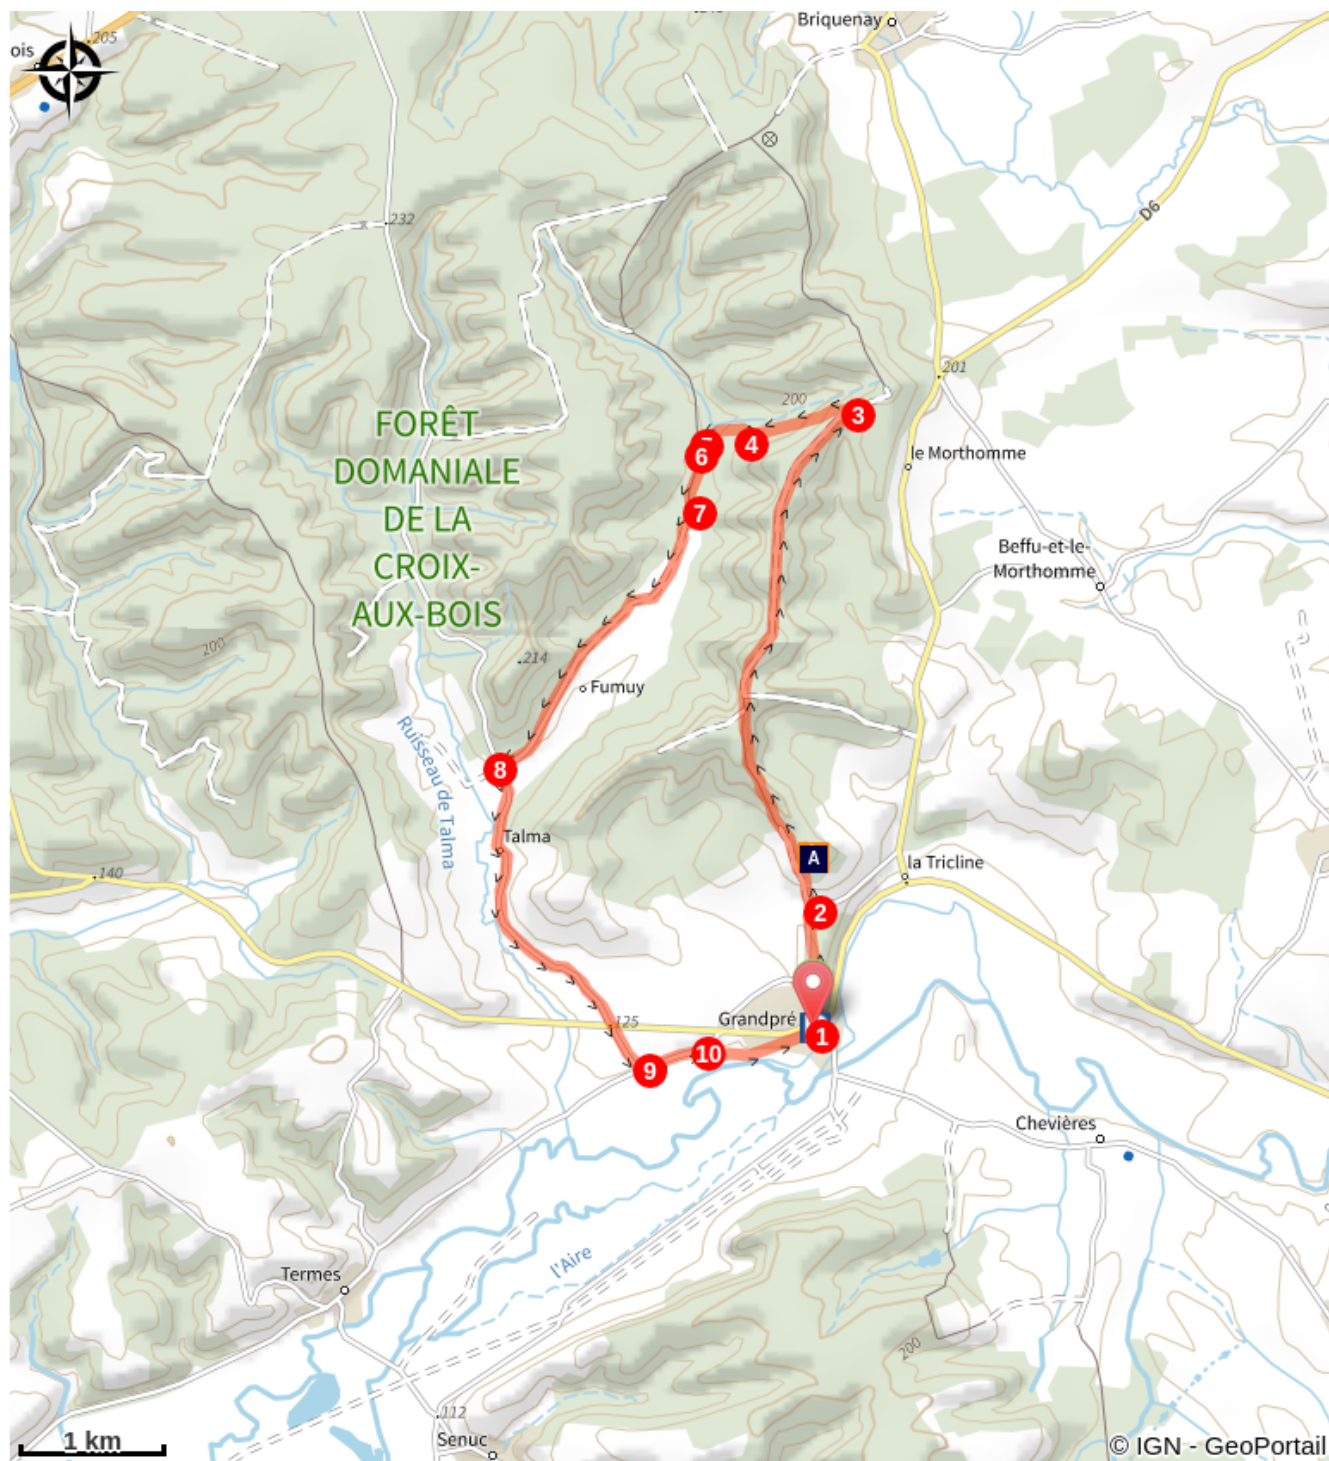 Briquenay
205
ois
232
D6
FORÊT
DOMANIALE
DE LA
CROIX-
AUX-BOIS
200
201
3
4
6
le Morthomme
7
Beffu-et-le-
Morthomme
200
214
Fumuy
Ruisseau de Talma
8
Talma
140
A
la Tricline
2
Grandpré
125
1
10
9
Chevières
l'Aire
Termes
200
112
Senuc
1 km
© IGN - GeoPortail